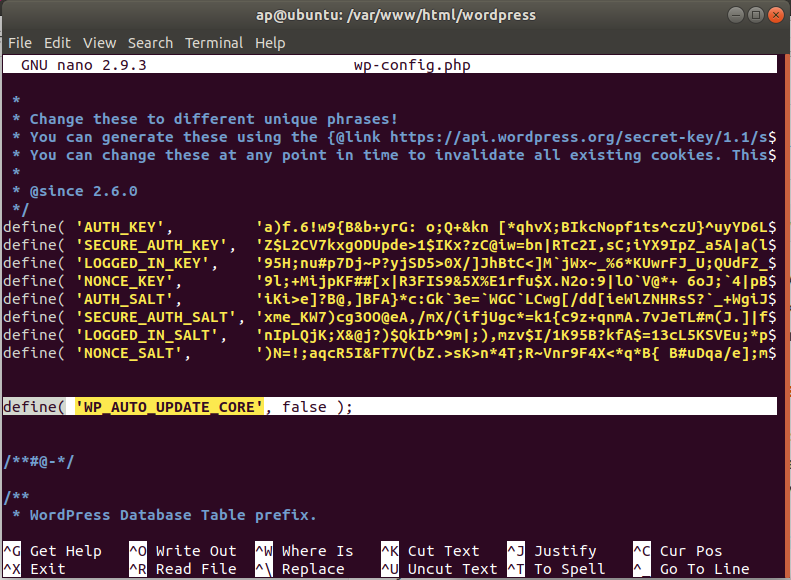 ap@ubuntu: /var/www/html/wordpress
File Edit View Search Terminal Help
GNU nano 2.9.3 wp-config.php
*
* Change these to different unique phrases!
* You can generate these using the {@link https://api.wordpress.org/secret-key/1.1/s$
* You can change these at any point in time to invalidate all existing cookies. This$
*
* @since 2.6.0
*/
define( 'AUTH_KEY', 'a)f.6!w9{B&b+yrG: o;Q+&kn [*qhvX;BIkcNopf1ts^czU}^uyYD6L$
define( 'SECURE_AUTH_KEY', 'Z$L2CV7kxgODUpde>1$IKx?zC@iw=bn|RTc2I,sC;iYX9IpZ_a5A|a(l$
define( 'LOGGED_IN_KEY', '95H;nu#p7Dj~P?yjSD5>0X/]JhBtC<]M`jWx~_%6*KUwrFJ_U;QUdFZ_$
define( 'NONCE_KEY', '9l;+MijpKF##[x|R3FIS9&5X%E1rfu$X.N2o:9|lO`V@*+ 6oJ;`4|pB$
define( 'AUTH_SALT', 'iKi>e]?B@,]BFA}*c:Gk`3e=`WGC`LCwg[/dd[ieWlZNHRsS?`_+WgiJ$
define( 'SECURE_AUTH_SALT', 'xme_KW7)cg3OO@eA,/mX/(ifjUgc*=k1{c9z+qnmA.7vJeTL#m(J.]|f$
define( 'LOGGED_IN_SALT', 'nIpLQjK;X&@j?)$QkIb^9m|;),mzv$I/1K95B?kfA$=13cL5KSVEu;*p$
define( 'NONCE_SALT', ')N=!;aqcR5I&FT7V(bZ.>sK>n*4T;R~Vnr9F4X<*q*B{ B#uDqa/e];m$
define( 'WP_AUTO_UPDATE_CORE', false );
/**#@-*/
/**
* WordPress Database Table prefix.
^G Get Help ^O Write Out ^W Where Is ^K Cut Text ^J Justify ^C Cur Pos
^X Exit ^R Read File ^\ Replace ^U Uncut Text ^T To Spell ^_ Go To Line